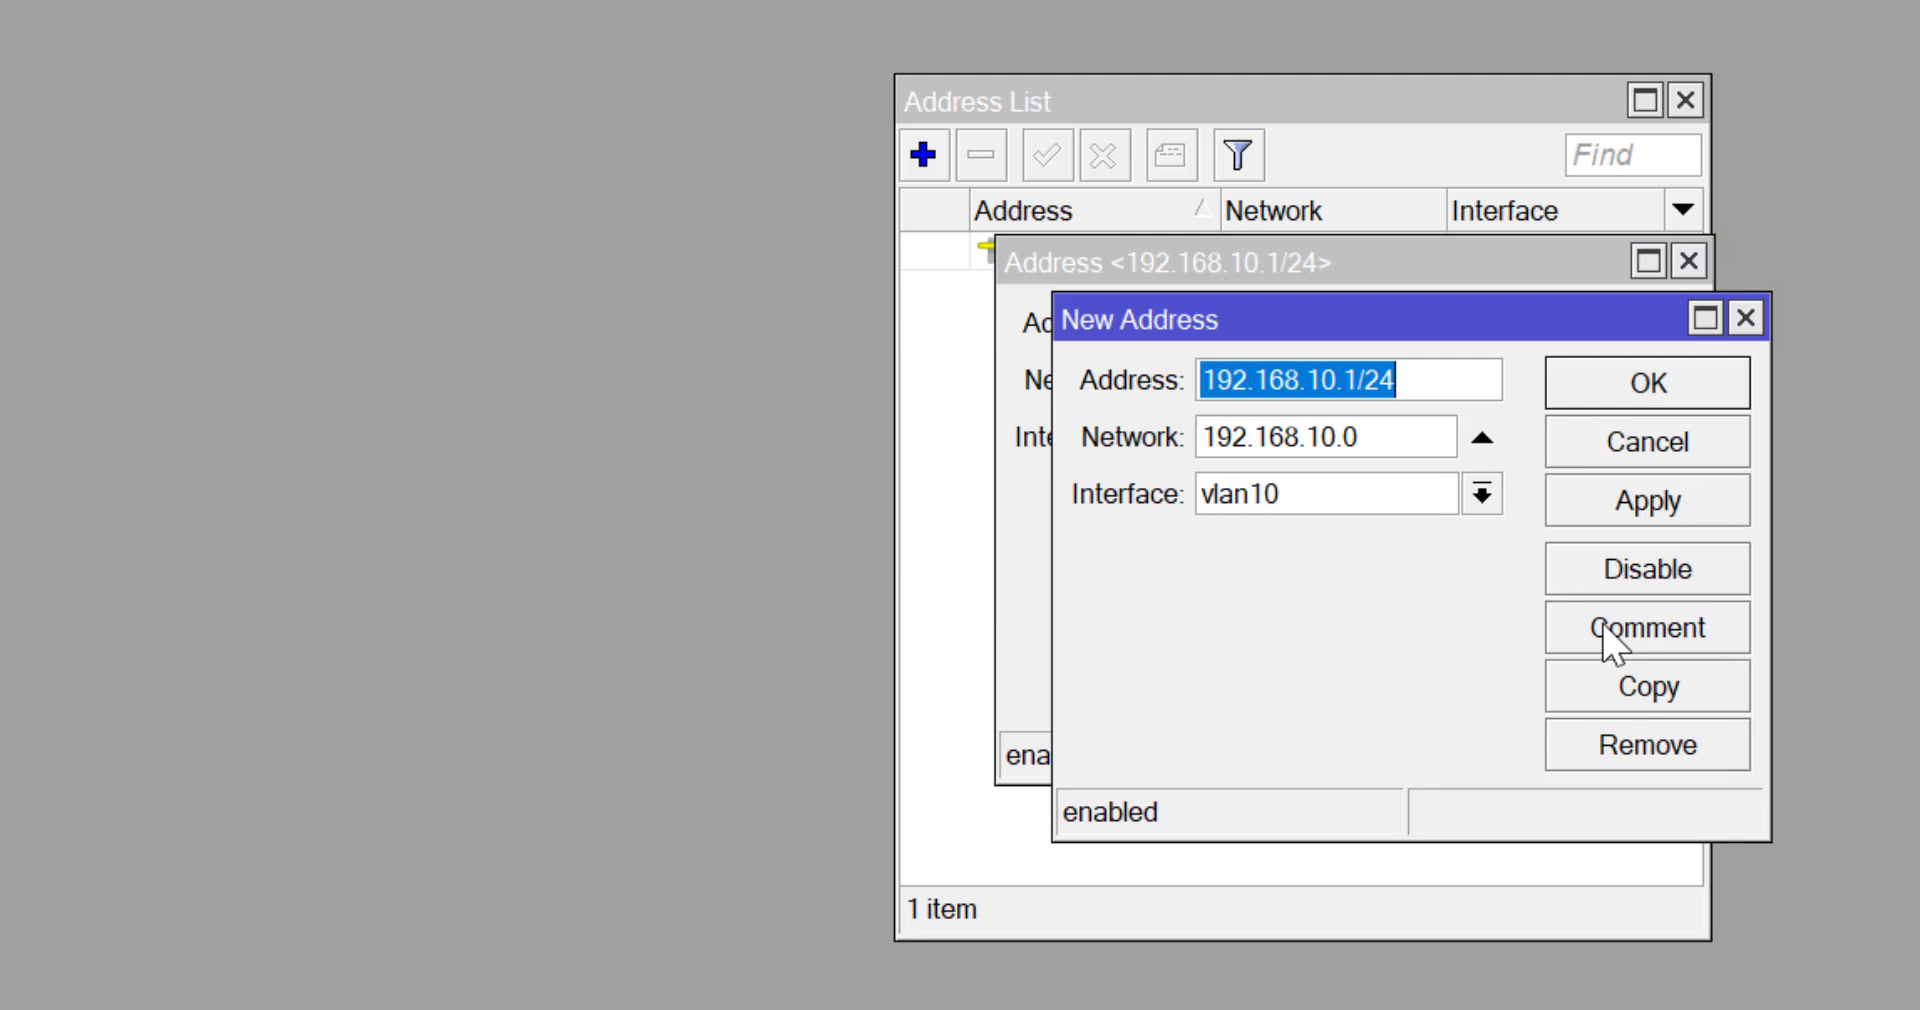 Address List
Find
Address Network Interface
Address <192.168.10.1/24>
New Address
Address: 192.168.10.1/24
Network: 192.168.10.0
Interface: vlan10
OK
Cancel
Apply
Disable
Comment
Copy
Remove
enabled
1 item